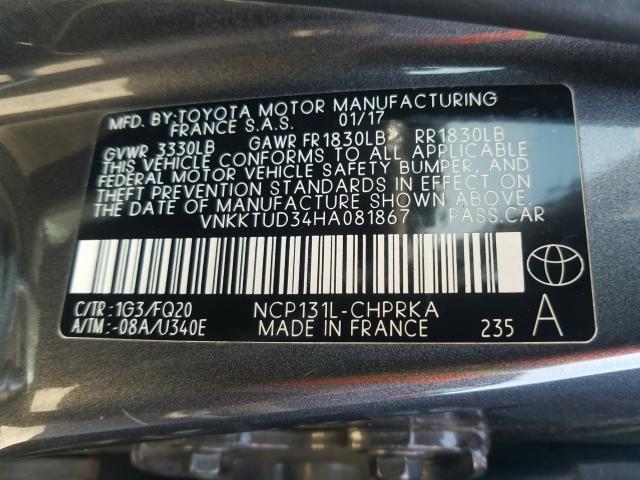 MFD. BY:TOYOTA MOTOR MANUFACTURING
FRANCE S.A.S. 01/17
GVWR 3330LB GAWR FR1830LB RR1830LB
THIS VEHICLE CONFORMS TO ALL APPLICABLE
FEDERAL MOTOR VEHICLE SAFETY BUMPER, AND
THEFT PREVENTION STANDARDS IN EFFECT ON
THE DATE OF MANUFACTURE SHOWN ABOVE.
VNKKTUD34HA081867 PASS.CAR
C/TR: 1G3/FQ20 NCP131L-CHPRKA
A/TM: -08A/U340E MADE IN FRANCE 235 A